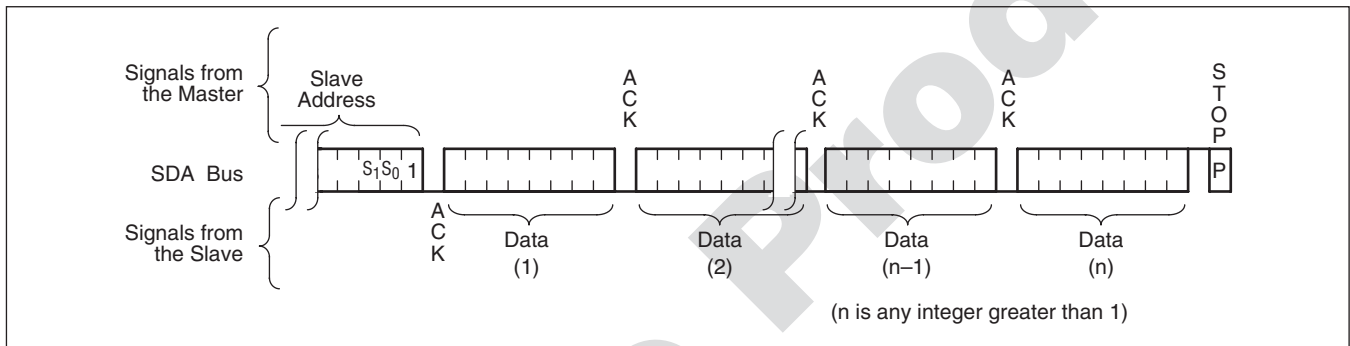 Signals from
the Master
Slave
Address
A
C
K
A
C
K
A
C
K
S
T
O
P
SDA Bus
S₁S₀ 1
P
Signals from
the Slave
A
C
K
Data
(1)
Data
(2)
Data
(n–1)
Data
(n)
(n is any integer greater than 1)
Prod